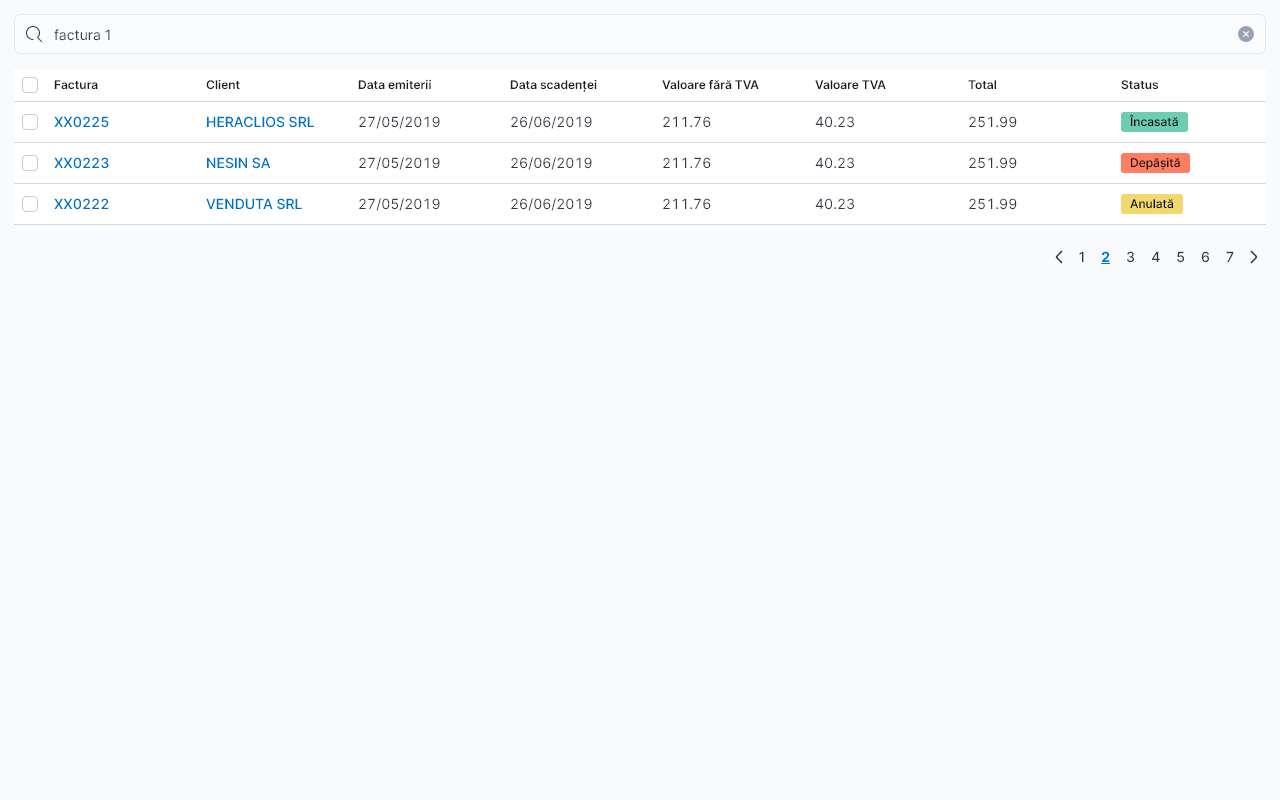 factura 1
Factura Client Data emiterii Data scadenței Valoare fără TVA Valoare TVA Total Status
XX0225 HERACLIOS SRL 27/05/2019 26/06/2019 211.76 40.23 251.99 Încasată
XX0223 NESIN SA 27/05/2019 26/06/2019 211.76 40.23 251.99 Depășită
XX0222 VENDUTA SRL 27/05/2019 26/06/2019 211.76 40.23 251.99 Anulată
1 2 3 4 5 6 7